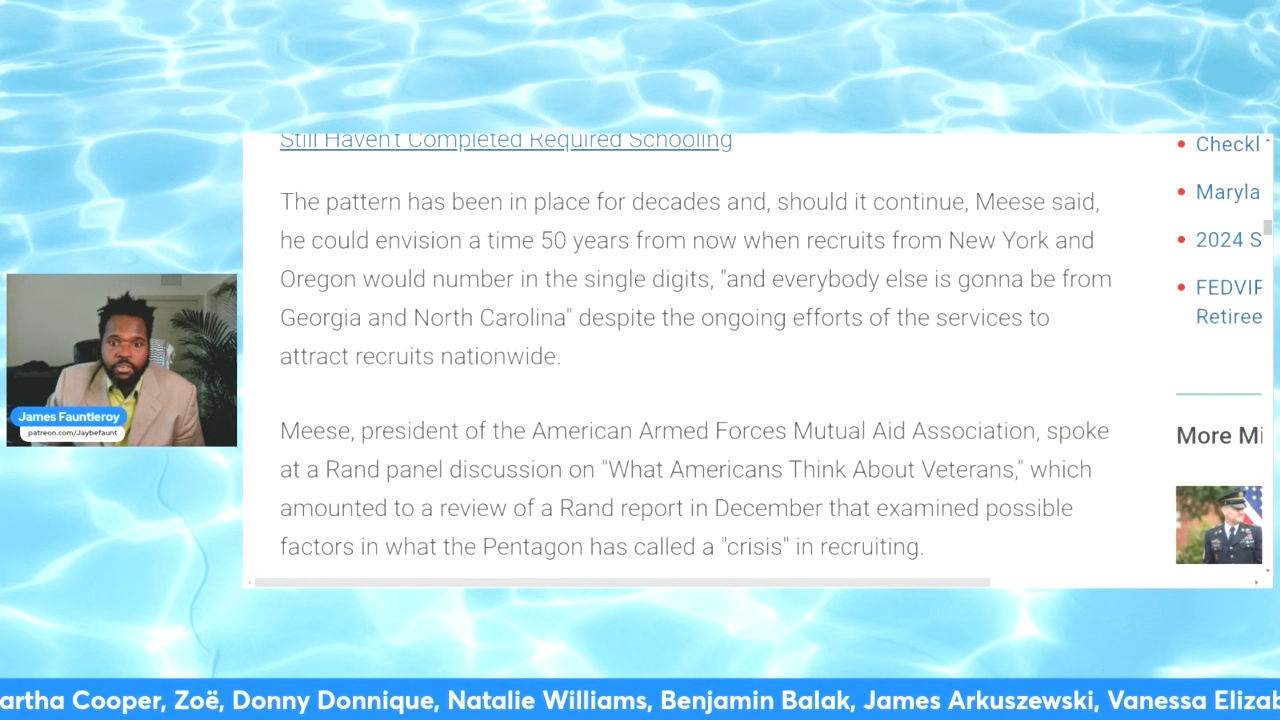 Still Haven't Completed Required Schooling
The pattern has been in place for decades and, should it continue, Meese said,
he could envision a time 50 years from now when recruits from New York and
Oregon would number in the single digits, "and everybody else is gonna be from
Georgia and North Carolina" despite the ongoing efforts of the services to
attract recruits nationwide.
Meese, president of the American Armed Forces Mutual Aid Association, spoke
at a Rand panel discussion on "What Americans Think About Veterans," which
amounted to a review of a Rand report in December that examined possible
factors in what the Pentagon has called a "crisis" in recruiting.
Checkl
Maryla
2024 S
FEDVIP
Retiree
More Mi
James Fauntleroy
patreon.com/Jaybefaunt
artha Cooper, Zoë, Donny Donnique, Natalie Williams, Benjamin Balak, James Arkuszewski, Vanessa Elizab